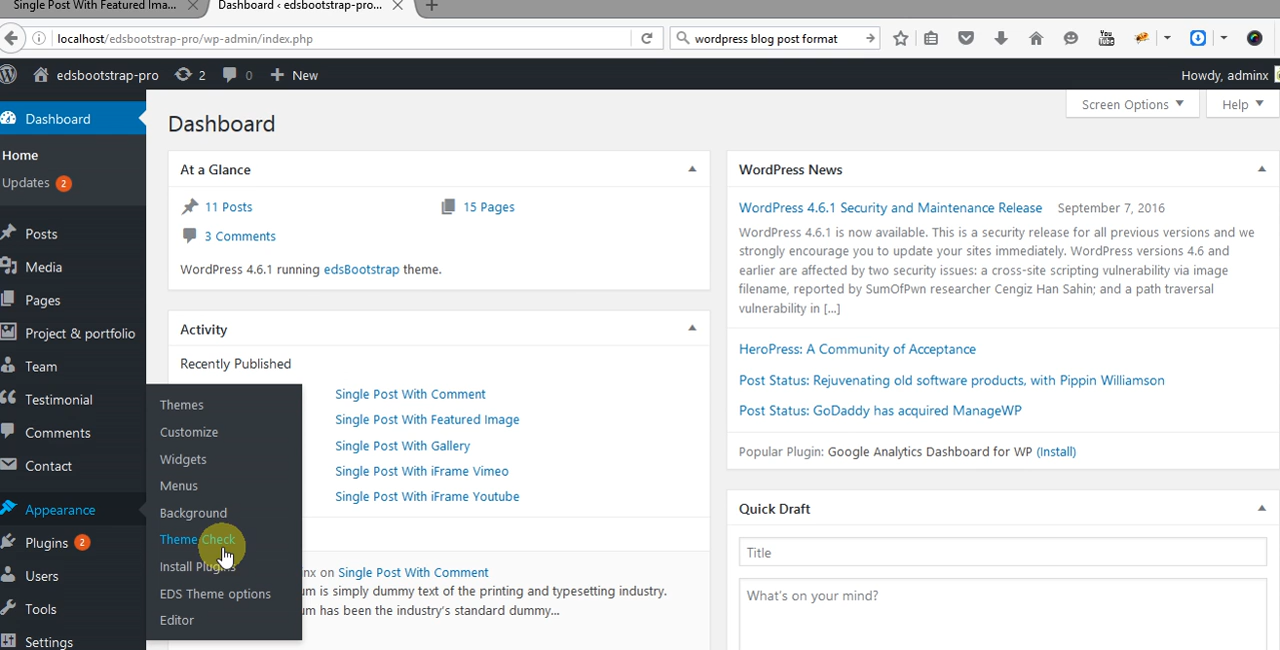 Single Post With Featured Ima...
Dashboard ‹ edsbootstrap-pro...
localhost/edsbootstrap-pro/wp-admin/index.php
wordpress blog post format
You
edsbootstrap-pro
2
0
New
Howdy, adminx
Dashboard
Home
Updates 2
Posts
Media
Pages
Project & portfolio
Team
Testimonial
Comments
Contact
Appearance
Plugins 2
Users
Tools
Settings
Themes
Customize
Widgets
Menus
Background
Theme Check
Install Plugins
EDS Theme options
Editor
Screen Options
Help
Dashboard
At a Glance
11 Posts
15 Pages
3 Comments
WordPress 4.6.1 running edsBootstrap theme.
Activity
Recently Published
Single Post With Comment
Single Post With Featured Image
Single Post With Gallery
Single Post With iFrame Vimeo
Single Post With iFrame Youtube
on Single Post With Comment
is simply dummy text of the printing and typesetting industry.
has been the industry's standard dummy...
WordPress News
WordPress 4.6.1 Security and Maintenance Release September 7, 2016
WordPress 4.6.1 is now available. This is a security release for all previous versions and we
strongly encourage you to update your sites immediately. WordPress versions 4.6 and
earlier are affected by two security issues: a cross-site scripting vulnerability via image
filename, reported by SumOfPwn researcher Cengiz Han Sahin; and a path traversal
vulnerability in [...]
HeroPress: A Community of Acceptance
Post Status: Rejuvenating old software products, with Pippin Williamson
Post Status: GoDaddy has acquired ManageWP
Popular Plugin: Google Analytics Dashboard for WP (Install)
Quick Draft
Title
What's on your mind?